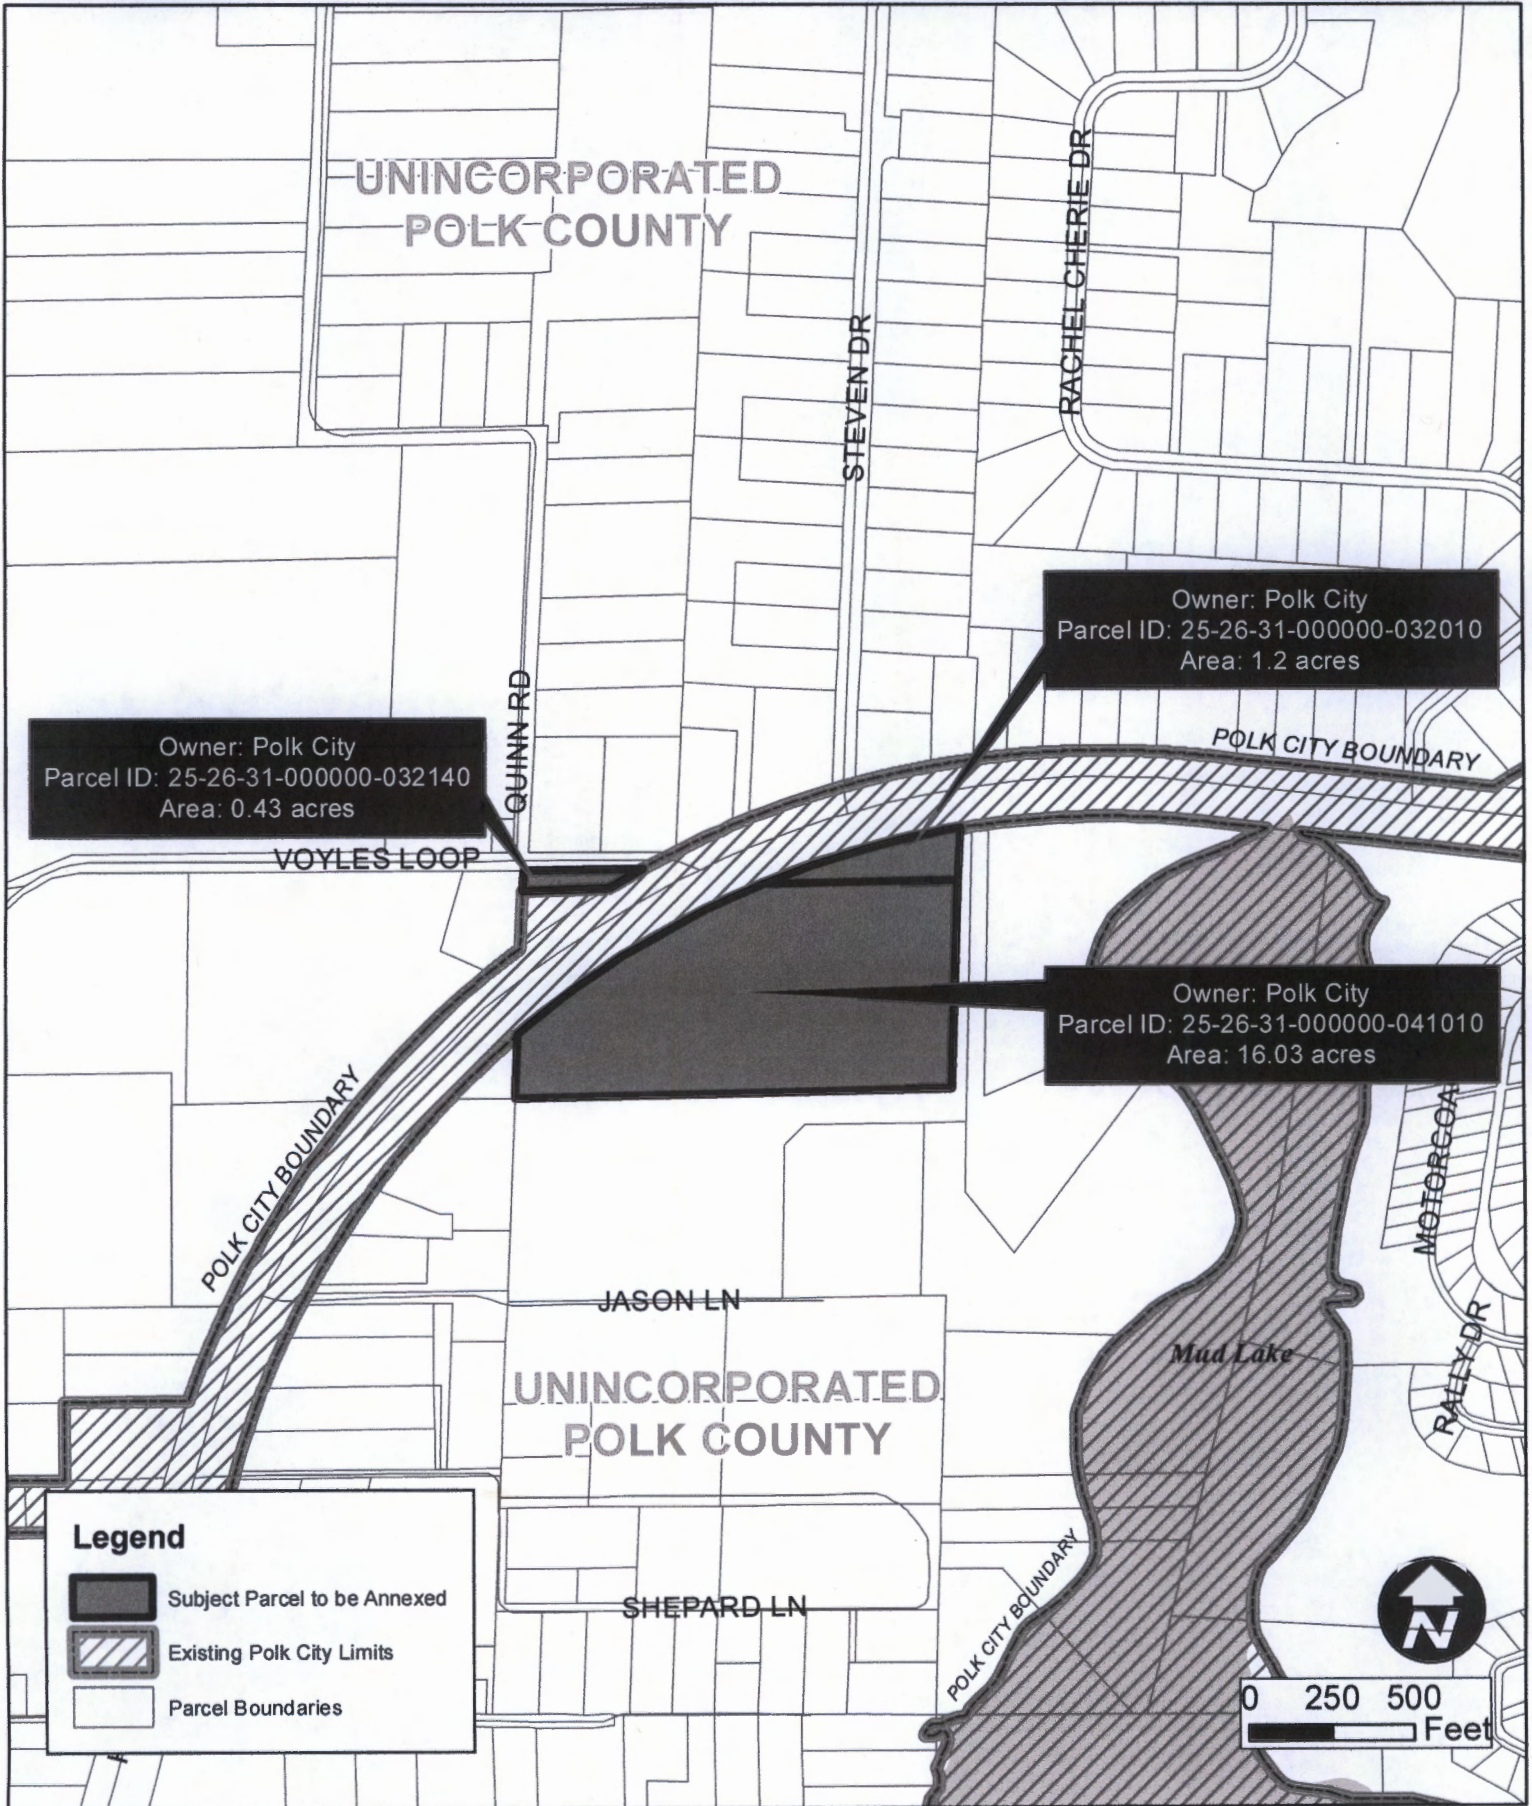 UNINCORPORATED
POLK COUNTY
RACHEL CHERIE DR
STEVEN DR
Owner: Polk City
Parcel ID: 25-26-31-000000-032010
Area: 1.2 acres
QUINN RD
Owner: Polk City
Parcel ID: 25-26-31-000000-032140
Area: 0.43 acres
POLK CITY BOUNDARY
VOYLES LOOP
Owner: Polk City
Parcel ID: 25-26-31-000000-041010
Area: 16.03 acres
POLK CITY BOUNDARY
JASON LN
Mud Lake
RALLY DR
UNINCORPORATED
POLK COUNTY
SHEPARD LN
POLK CITY BOUNDARY
Legend
Subject Parcel to be Annexed
Existing Polk City Limits
Parcel Boundaries
N
0 250 500
Feet